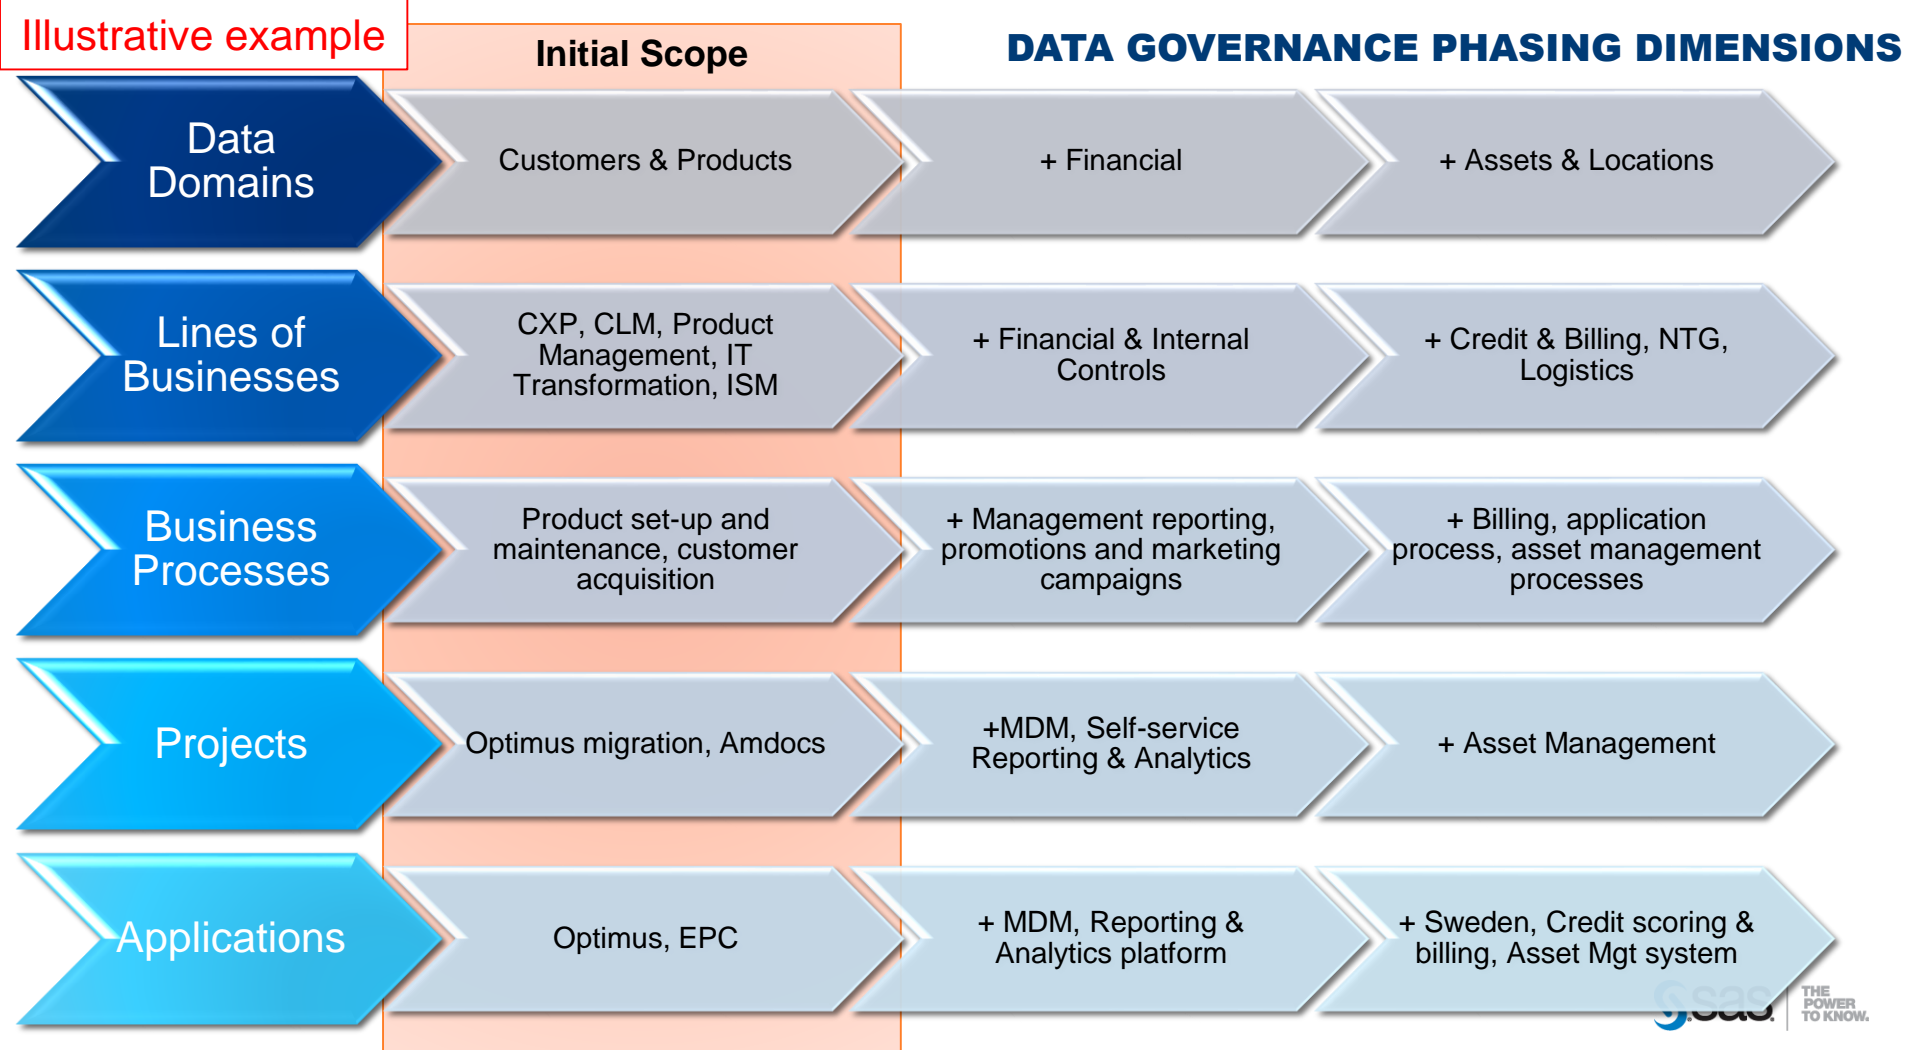 Illustrative example
Initial Scope
DATA GOVERNANCE PHASING DIMENSIONS
Data
Domains
Customers & Products
+ Financial
+ Assets & Locations
Lines of
Businesses
CXP, CLM, Product
Management, IT
Transformation, ISM
+ Financial & Internal
Controls
+ Credit & Billing, NTG,
Logistics
Business
Processes
Product set-up and
maintenance, customer
acquisition
+ Management reporting,
promotions and marketing
campaigns
+ Billing, application
process, asset management
processes
Projects
Optimus migration, Amdocs
+MDM, Self-service
Reporting & Analytics
+ Asset Management
Applications
Optimus, EPC
+ MDM, Reporting &
Analytics platform
+ Sweden, Credit scoring &
billing, Asset Mgt system
sas
THE
POWER
TO KNOW.